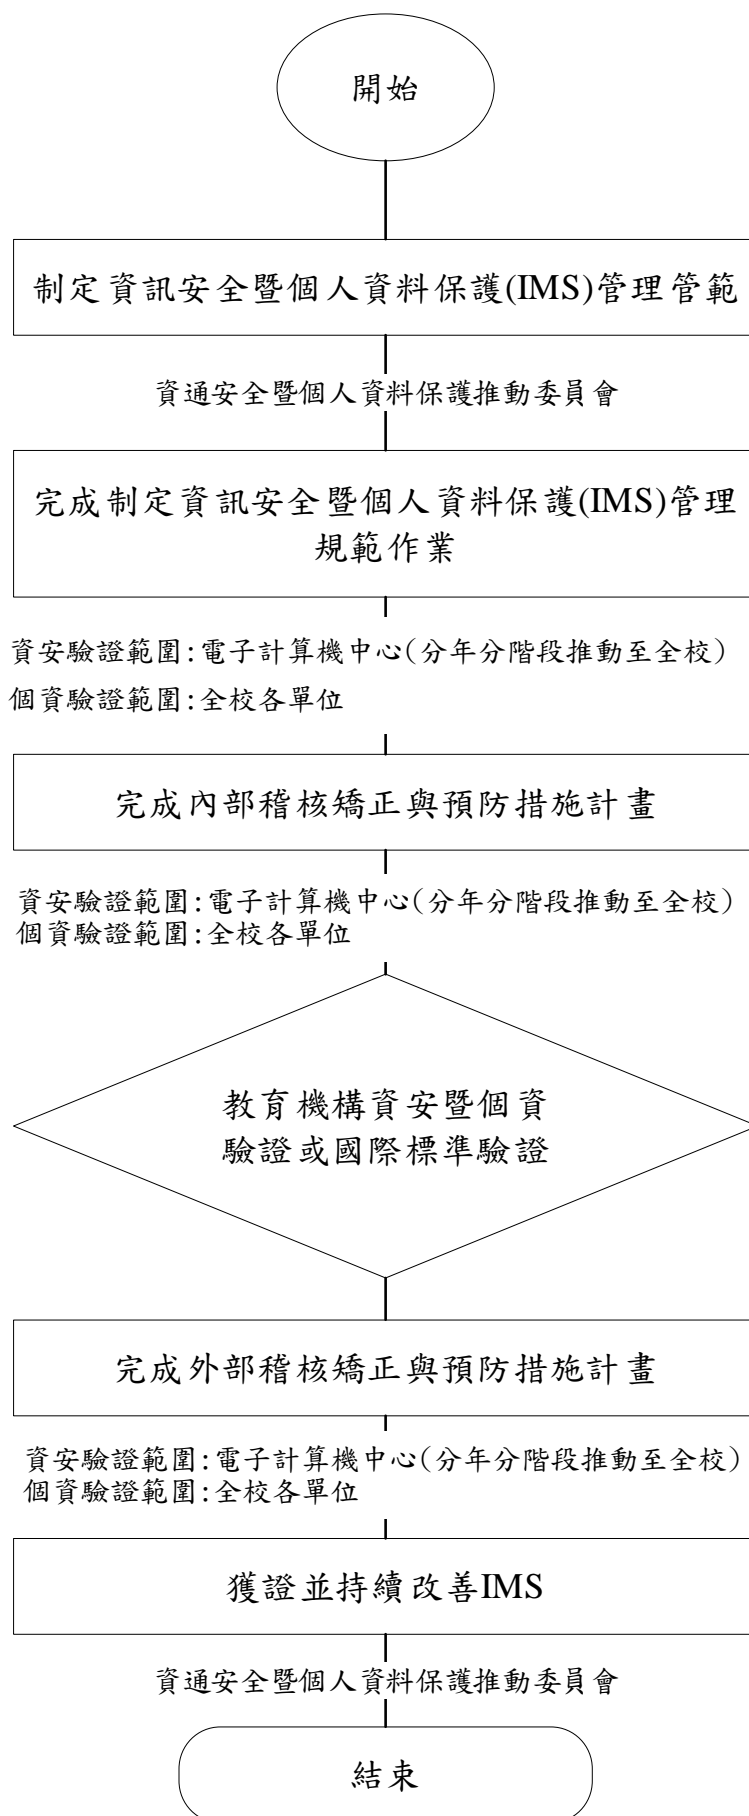 開始
制定資訊安全暨個人資料保護(IMS)管理管範
資通安全暨個人資料保護推動委員會
完成制定資訊安全暨個人資料保護(IMS)管理
規範作業
資安驗證範圍:電子計算機中心(分年分階段推動至全校)
個資驗證範圍:全校各單位
完成內部稽核矯正與預防措施計畫
資安驗證範圍:電子計算機中心(分年分階段推動至全校)
個資驗證範圍:全校各單位
教育機構資安暨個資
驗證或國際標準驗證
完成外部稽核矯正與預防措施計畫
資安驗證範圍:電子計算機中心(分年分階段推動至全校)
個資驗證範圍:全校各單位
獲證並持續改善IMS
資通安全暨個人資料保護推動委員會
結束